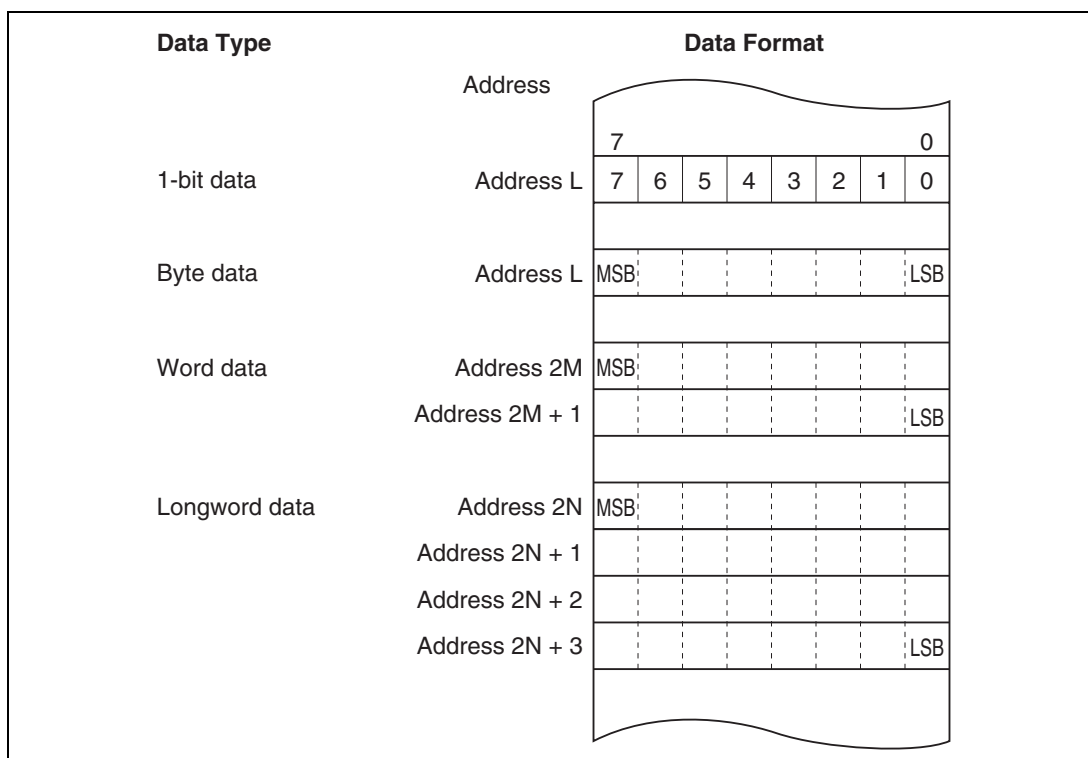 Data Type Data Format
Address
7 0
1-bit data Address L 7 6 5 4 3 2 1 0
Byte data Address L MSB LSB
Word data Address 2M MSB
Address 2M + 1 LSB
Longword data Address 2N MSB
Address 2N + 1
Address 2N + 2
Address 2N + 3 LSB